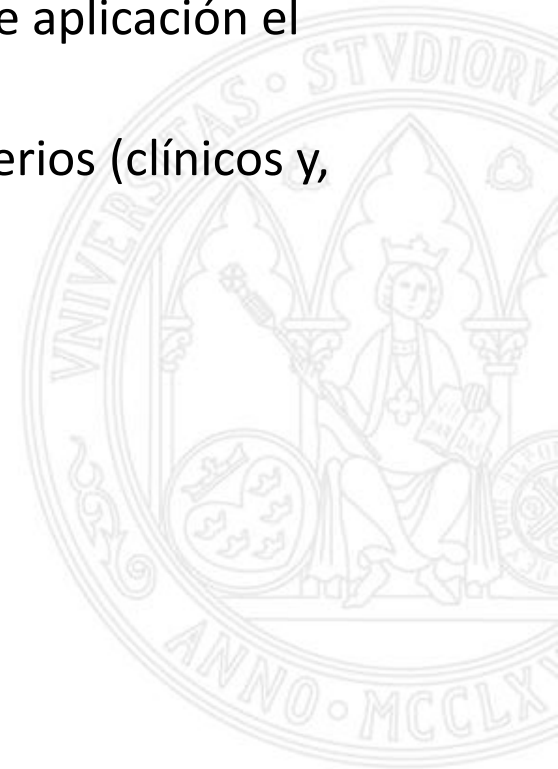 e aplicación el
erios (clínicos y,
VNIVERSITAS · STVDIORV
ANNO · MCCLX